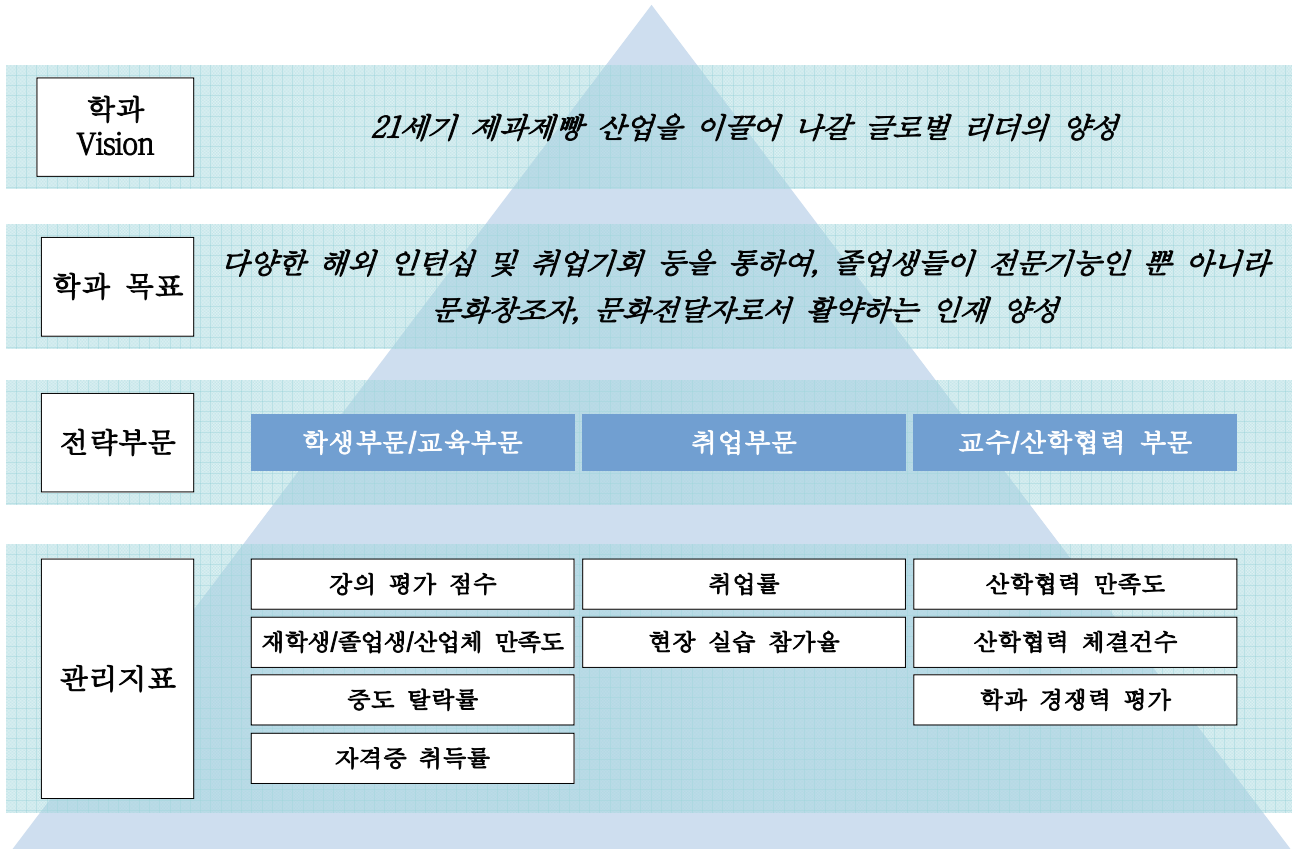 학과
Vision
21세기 제과제빵 산업을 이끌어 나갈 글로벌 리더의 양성
학과 목표
다양한 해외 인턴십 및 취업기회 등을 통하여, 졸업생들이 전문기능인 뿐 아니라
문화창조자, 문화전달자로서 활약하는 인재 양성
전략부문
학생부문/교육부문
취업부문
교수/산학협력 부문
관리지표
강의 평가 점수
취업률
산학협력 만족도
재학생/졸업생/산업체 만족도
현장 실습 참가율
산학협력 체결건수
중도 탈락률
학과 경쟁력 평가
자격증 취득률